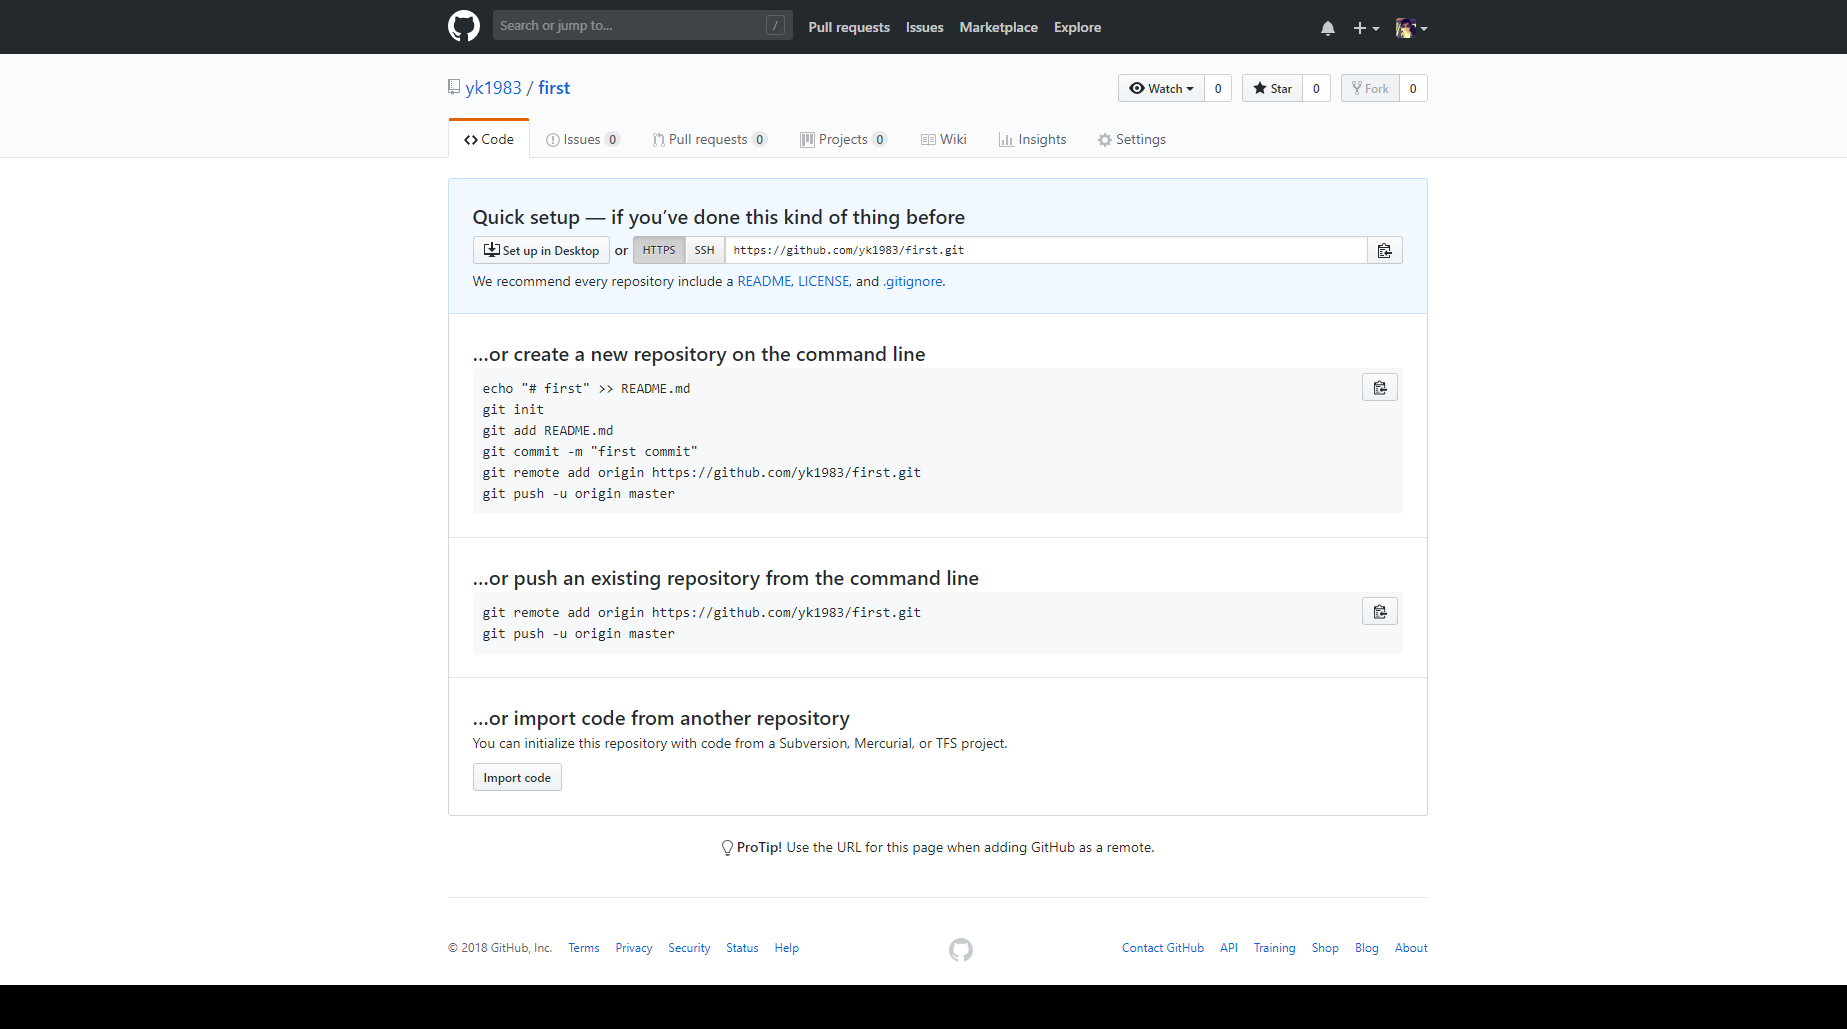 Search or jump to... /
Pull requests Issues Marketplace Explore
yk1983 / first
Watch 0 Star 0 Fork 0
Code Issues 0 Pull requests 0 Projects 0 Wiki Insights Settings
Quick setup — if you’ve done this kind of thing before
Set up in Desktop or HTTPS SSH https://github.com/yk1983/first.git
We recommend every repository include a README, LICENSE, and .gitignore.
…or create a new repository on the command line
echo "# first" >> README.md
git init
git add README.md
git commit -m "first commit"
git remote add origin https://github.com/yk1983/first.git
git push -u origin master
…or push an existing repository from the command line
git remote add origin https://github.com/yk1983/first.git
git push -u origin master
…or import code from another repository
You can initialize this repository with code from a Subversion, Mercurial, or TFS project.
Import code
ProTip! Use the URL for this page when adding GitHub as a remote.
© 2018 GitHub, Inc. Terms Privacy Security Status Help Contact GitHub API Training Shop Blog About